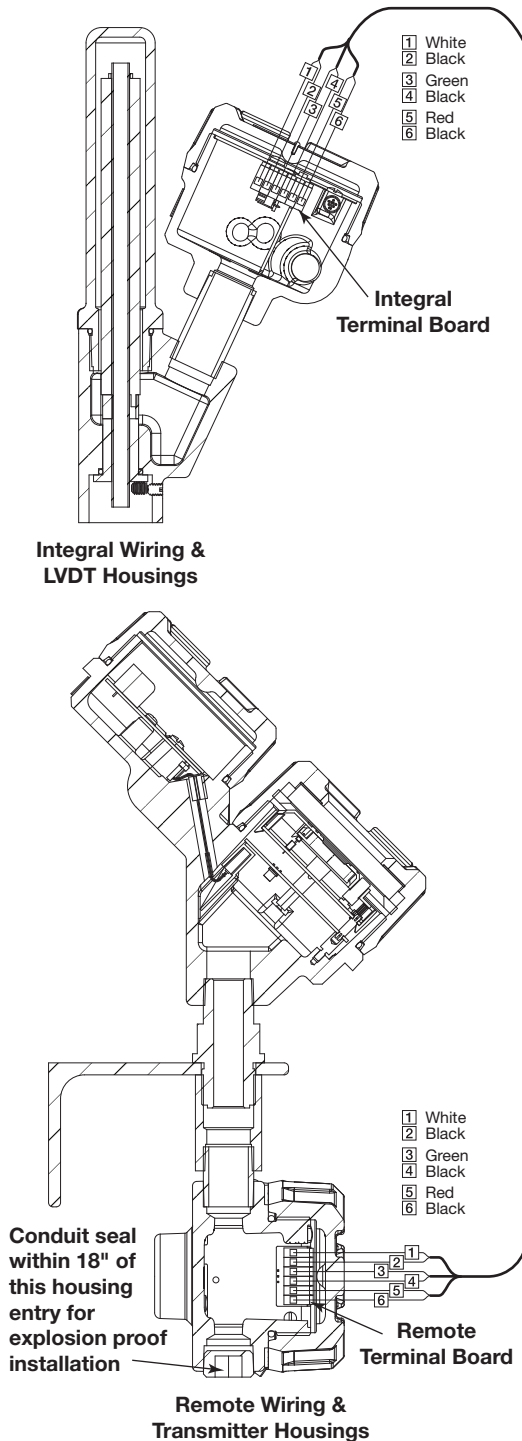 1 White
2 Black
3 Green
4 Black
5 Red
6 Black
1
2
3
4
5
6
Integral
Terminal Board
Integral Wiring &
LVDT Housings
1 White
2 Black
3 Green
4 Black
5 Red
6 Black
1
2
3
4
5
6
Conduit seal
within 18" of
this housing
entry for
explosion proof
installation
Remote
Terminal Board
Remote Wiring &
Transmitter Housings